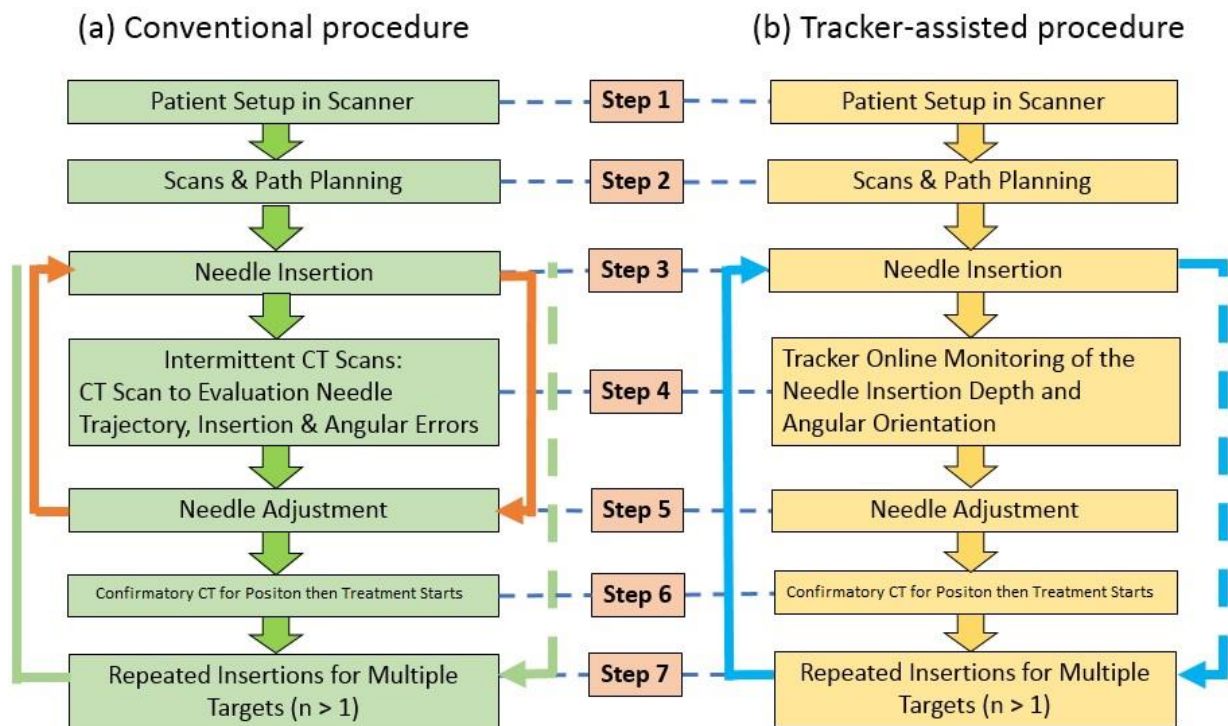 (a) Conventional procedure
(b) Tracker-assisted procedure
Patient Setup in Scanner
Step 1
Patient Setup in Scanner
Scans & Path Planning
Step 2
Scans & Path Planning
Needle Insertion
Step 3
Needle Insertion
Intermittent CT Scans:
CT Scan to Evaluation Needle
Trajectory, Insertion & Angular Errors
Step 4
Tracker Online Monitoring of the
Needle Insertion Depth and
Angular Orientation
Needle Adjustment
Step 5
Needle Adjustment
Confirmatory CT for Positon then Treatment Starts
Step 6
Confirmatory CT for Positon then Treatment Starts
Repeated Insertions for Multiple
Targets (n > 1)
Step 7
Repeated Insertions for Multiple
Targets (n > 1)